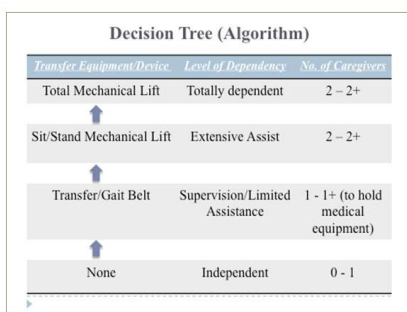 Decision Tree (Algorithm)
Transfer Equipment/Device Level of Dependency No. of Caregivers
Total Mechanical Lift Totally dependent 2 – 2+
Sit/Stand Mechanical Lift Extensive Assist 2 – 2+
Transfer/Gait Belt Supervision/Limited 1 - 1+ (to hold
Assistance medical
equipment)
None Independent 0 - 1